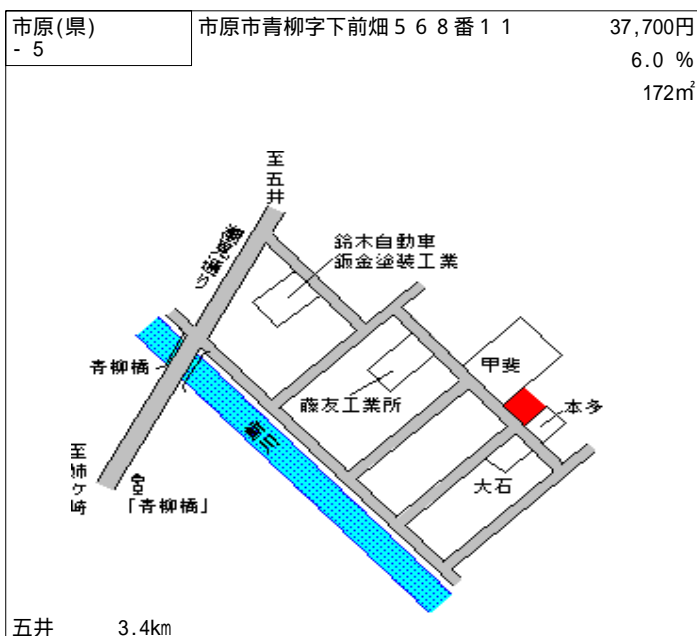 市原(県)
- 5
市原市青柳字下前畑５６８番１１
37,700円
6.0 %
172㎡
至五井
鈴木自動車
鈑金塗装工業
青柳橋
甲斐
本多
藤友工業所
大石
至姉ヶ崎
「青柳橋」
五井 3.4km